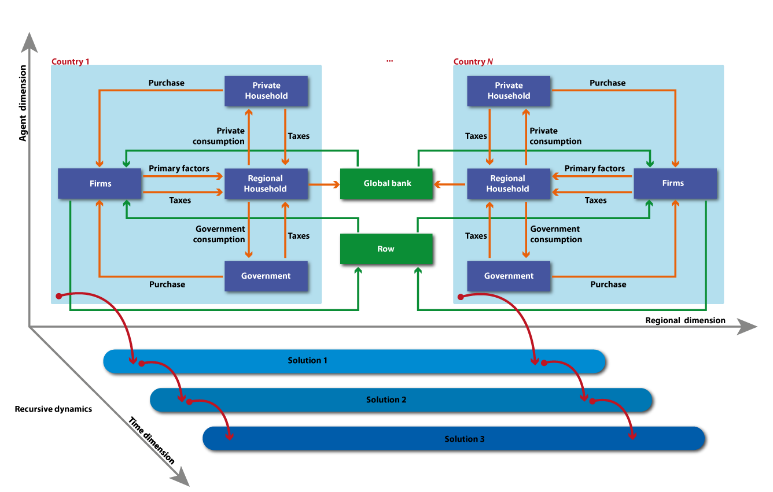 Country 1
...
Country N
Agent dimension
Purchase
Private
Household
Private
Household
Purchase
Private
consumption
Taxes
Taxes
Private
consumption
Primary factors
Primary factors
Firms
Regional
Household
Global bank
Regional
Household
Firms
Taxes
Taxes
Government
consumption
Taxes
Row
Taxes
Government
consumption
Government
Government
Purchase
Purchase
Regional dimension
Solution 1
Solution 2
Recursive dynamics
Time dimension
Solution 3